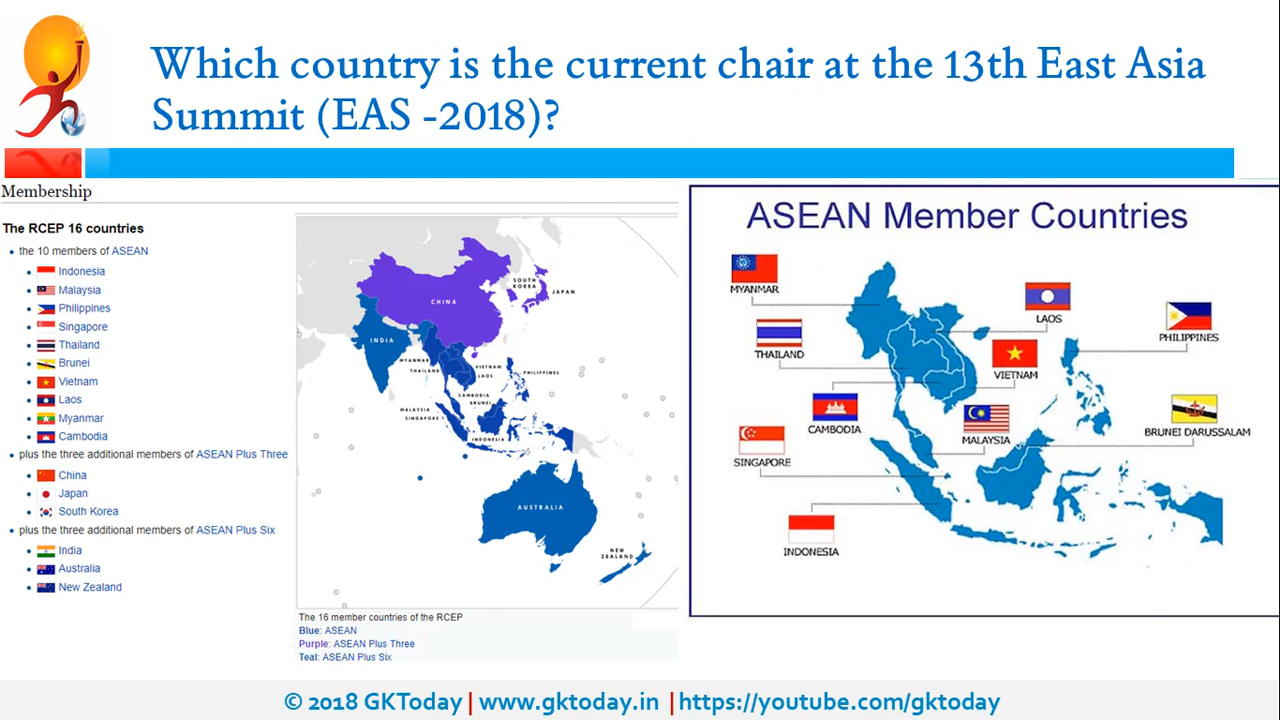 Which country is the current chair at the 13th East Asia
Summit (EAS -2018)?
Membership
The RCEP 16 countries
the 10 members of ASEAN
Indonesia
Malaysia
Philippines
Singapore
Thailand
Brunei
Vietnam
Laos
Myanmar
Cambodia
plus the three additional members of ASEAN Plus Three
China
Japan
South Korea
plus the three additional members of ASEAN Plus Six
India
Australia
New Zealand
SOUTH
KOREA
JAPAN
CHINA
INDIA
MYANMAR
THAILAND
VIETNAM
LAOS
PHILIPPINES
CAMBODIA
BRUNEI
MALAYSIA
SINGAPORE
INDONESIA
AUSTRALIA
NEW
ZEALAND
The 16 member countries of the RCEP
Blue: ASEAN
Purple: ASEAN Plus Three
Teal: ASEAN Plus Six
ASEAN Member Countries
MYANMAR
LAOS
PHILIPPINES
THAILAND
VIETNAM
CAMBODIA
MALAYSIA
BRUNEI DARUSSALAM
SINGAPORE
INDONESIA
© 2018 GKToday | www.gktoday.in | https://youtube.com/gktoday